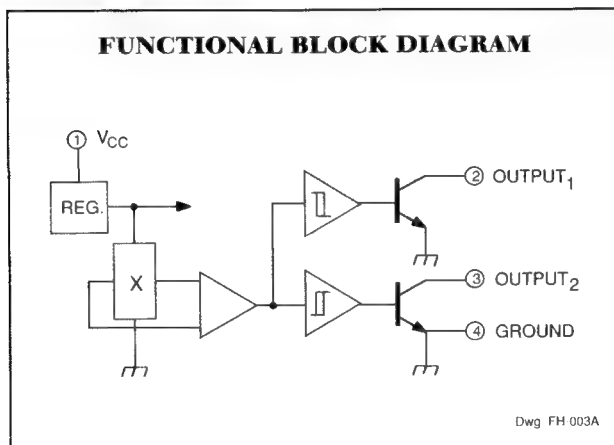 FUNCTIONAL BLOCK DIAGRAM
1 VCC
REG.
X
2 OUTPUT1
3 OUTPUT2
4 GROUND
Dwg FH-003A